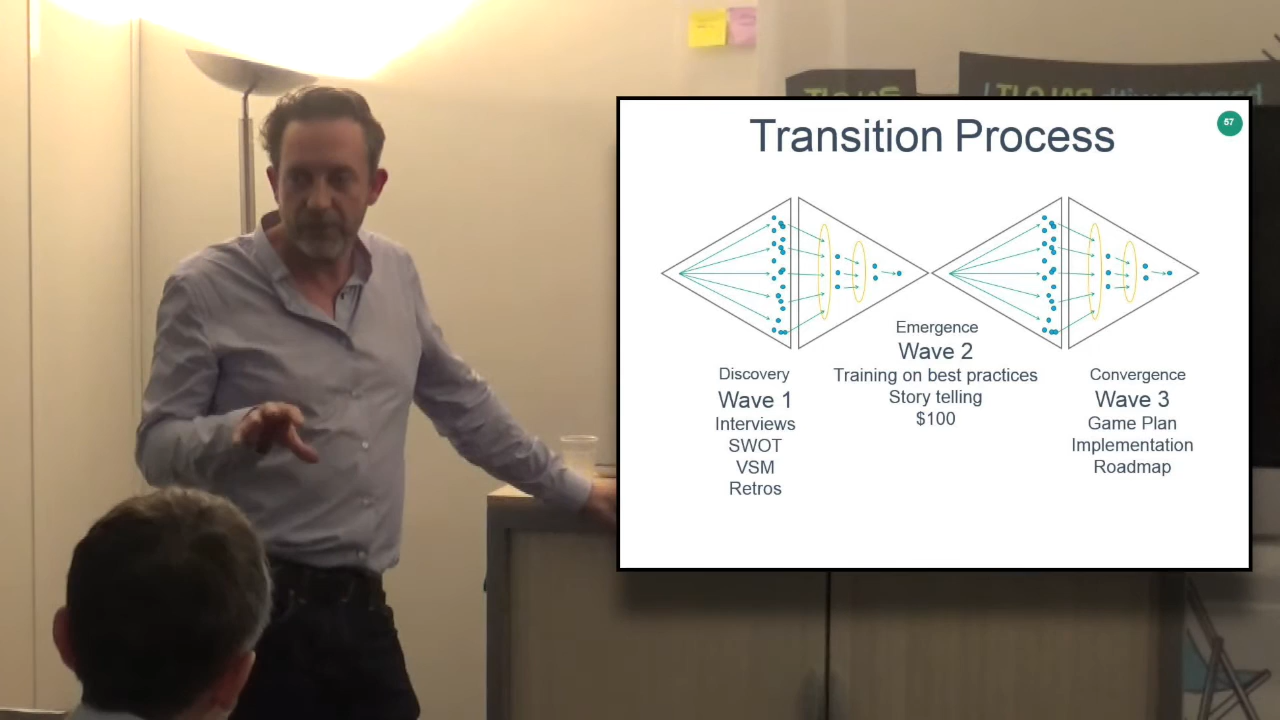 Transition Process
67
Emergence
Wave 2
Training on best practices
Story telling
$100
Discovery
Wave 1
Interviews
SWOT
VSM
Retros
Convergence
Wave 3
Game Plan
Implementation
Roadmap